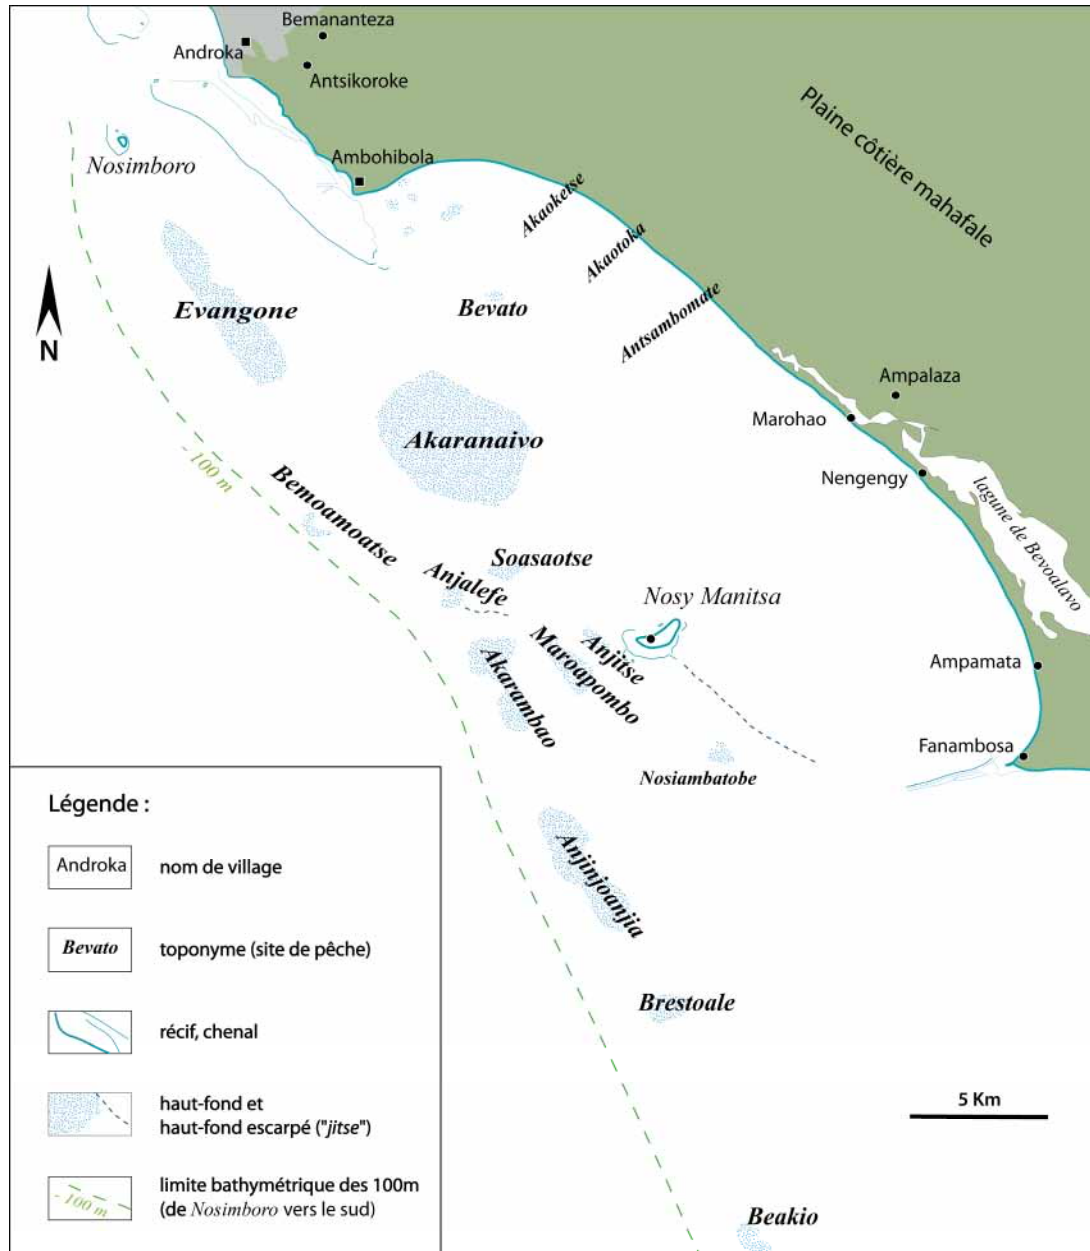 Bemananteza
Androka
Antsikoroke
Plaine côtière mahafale
Nosimboro
Ambohibola
Akaoketse
Akaotoka
Evangone
Bevato
Antsambomate
N
Ampalaza
Marohao
Akaranaivo
- 100 m
Nengengy
Bemoamoatse
lagune de Bevoalavo
Soasaotse
Anjalefe
Nosy Manitsa
Anjitse
Maroapombo
Akarambao
Ampamata
Fanambosa
Nosiambatobe
Anjinjoanjia
Brestoale
5 Km
Beakio
Légende :
Androka nom de village
Bevato toponyme (site de pêche)
récif, chenal
haut-fond et
haut-fond escarpé ("jitse")
- 100 m limite bathymétrique des 100m
(de Nosimboro vers le sud)